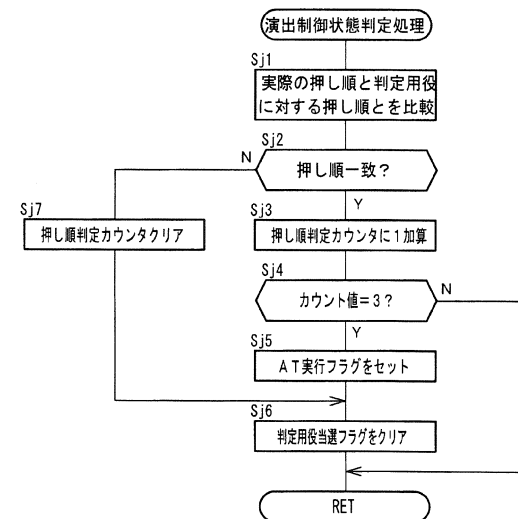 演出制御状態判定処理
Sj1
実際の押し順と判定用役
に対する押し順とを比較
Sj2
N
押し順一致？
Y
Sj7
押し順判定カウンタクリア
Sj3
押し順判定カウンタに１加算
Sj4
N
カウント値＝３？
Y
Sj5
ＡＴ実行フラグをセット
Sj6
判定用役当選フラグをクリア
RET